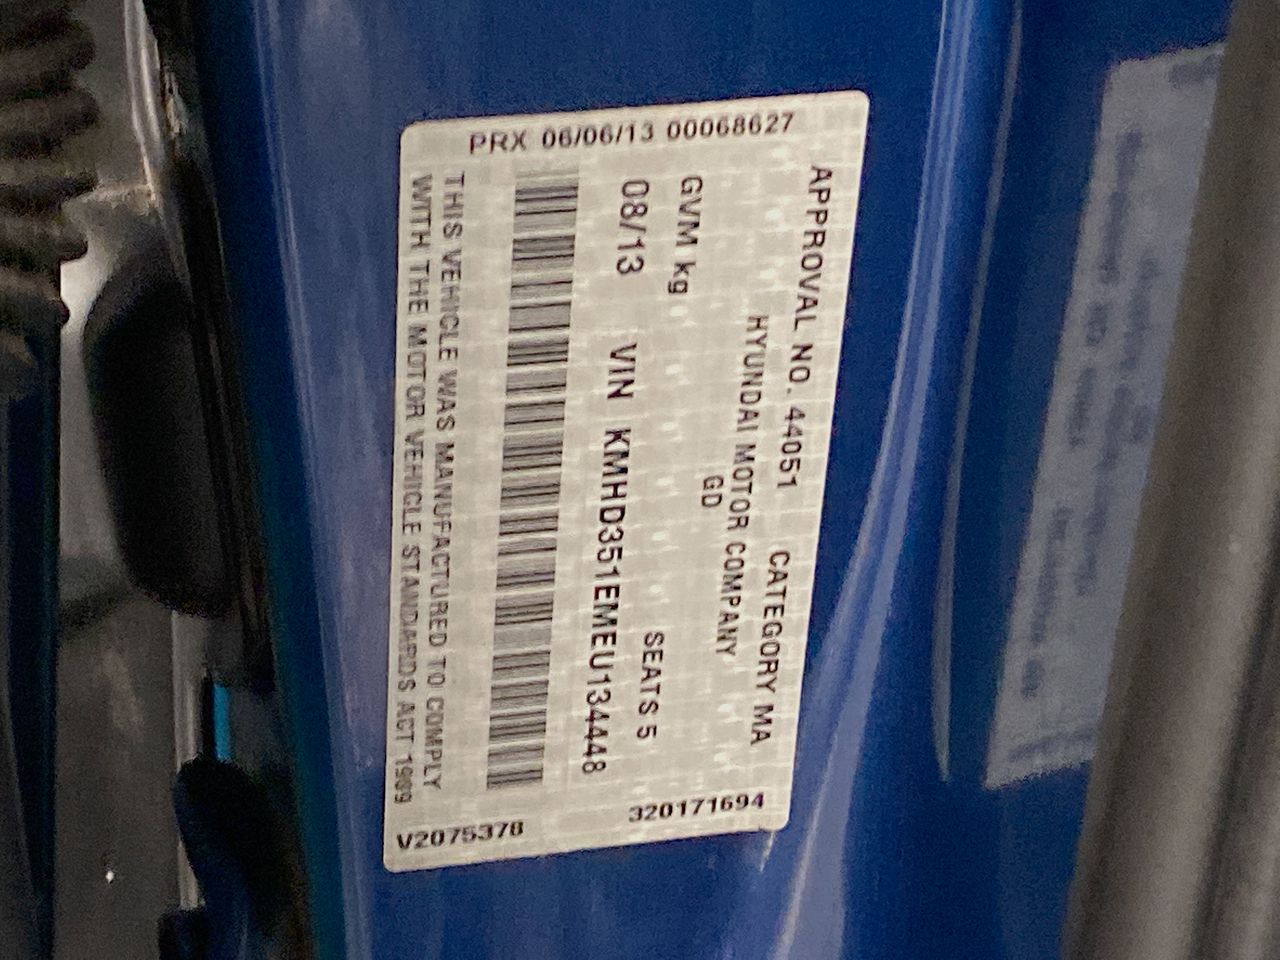 APPROVAL NO. 44051 CATEGORY MA
HYUNDAI MOTOR COMPANY
GD
GVM kg SEATS 5
08/13 VIN KMHD351EMEU134448
THIS VEHICLE WAS MANUFACTURED TO COMPLY
WITH THE MOTOR VEHICLE STANDARDS ACT 1989
PRX 06/06/13 00068627
320171694
V2075378